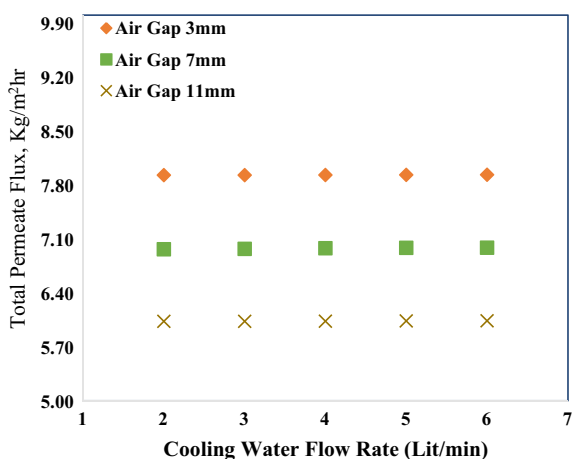 9.90
9.20
8.50
7.80
7.10
6.40
5.70
5.00
Total Permeate Flux, Kg/m²hr
Air Gap 3mm
Air Gap 7mm
Air Gap 11mm
1 2 3 4 5 6 7
Cooling Water Flow Rate (Lit/min)